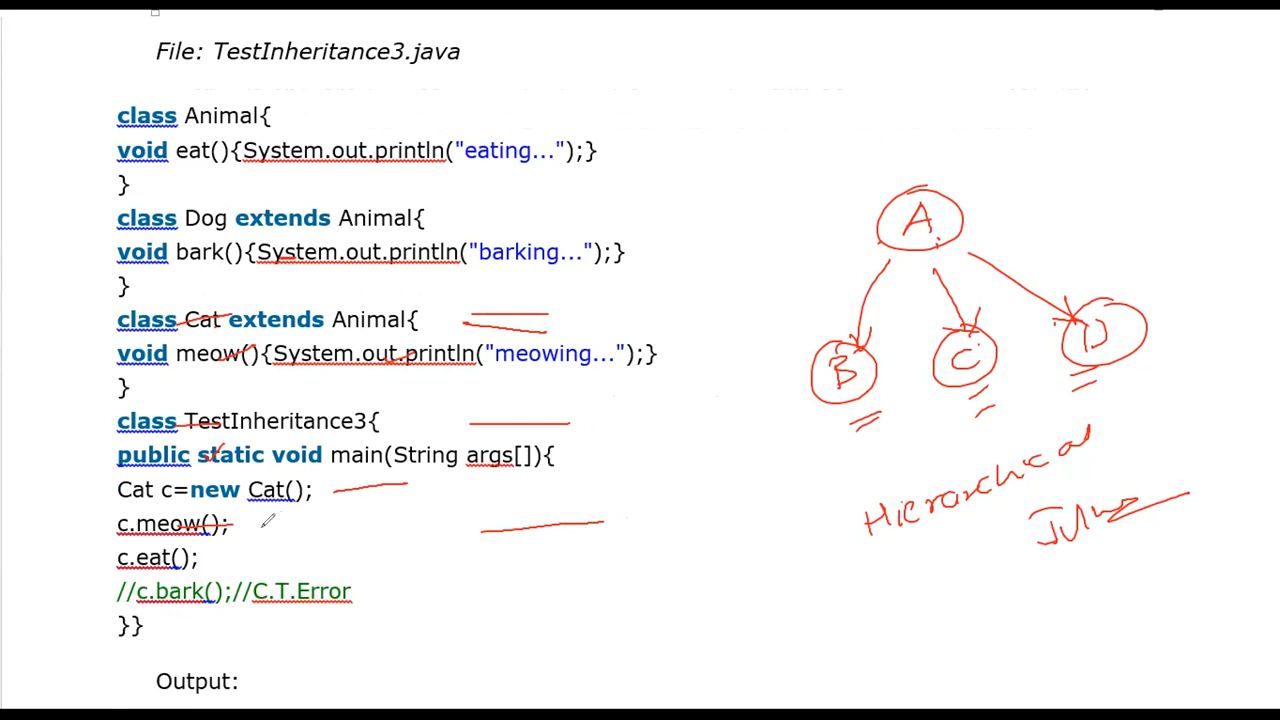 File: TestInheritance3.java
class Animal{
void eat(){System.out.println("eating...");}
}
class Dog extends Animal{
void bark(){System.out.println("barking...");}
}
class Cat extends Animal{
void meow(){System.out.println("meowing...");}
}
class TestInheritance3{
public static void main(String args[]){
Cat c=new Cat();
c.meow();
c.eat();
//c.bark();//C.T.Error
}}
Output:
A
B C D
Hierarchical